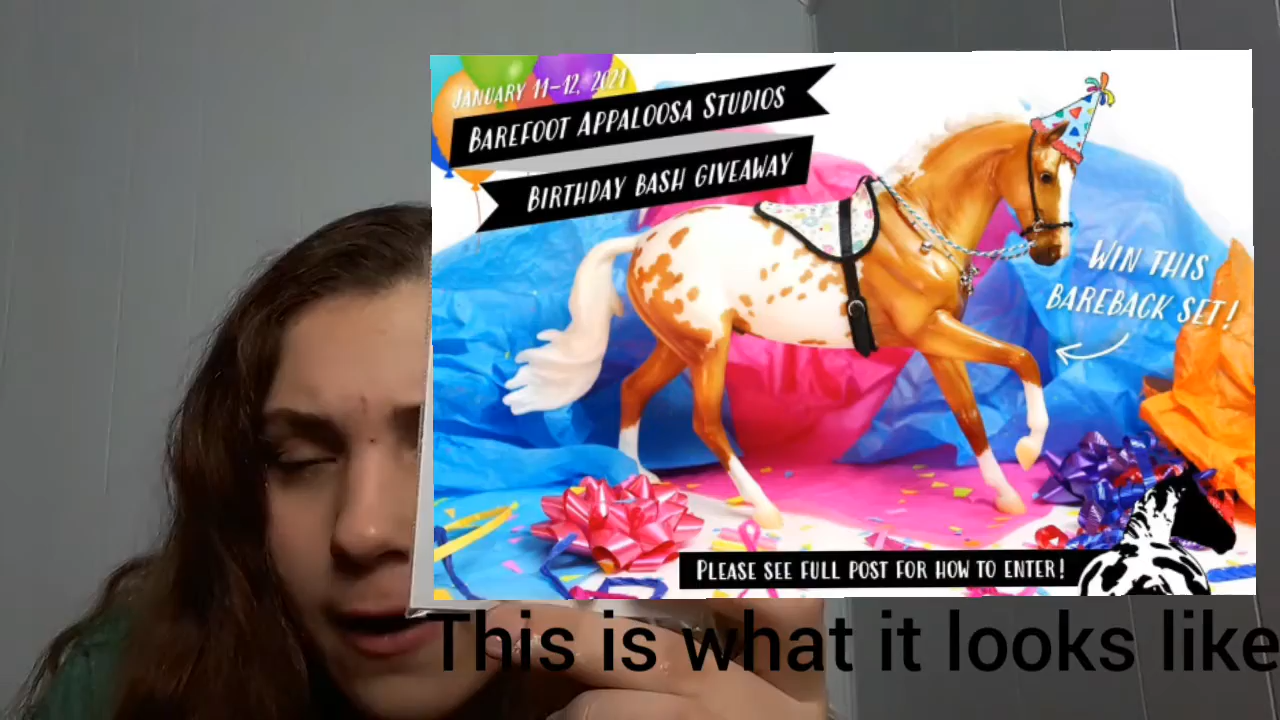 JANUARY 11-12, 2021
BAREFOOT APPALOOSA STUDIOS
BIRTHDAY BASH GIVEAWAY
WIN THIS
BAREBACK SET!
PLEASE SEE FULL POST FOR HOW TO ENTER!
This is what it looks like